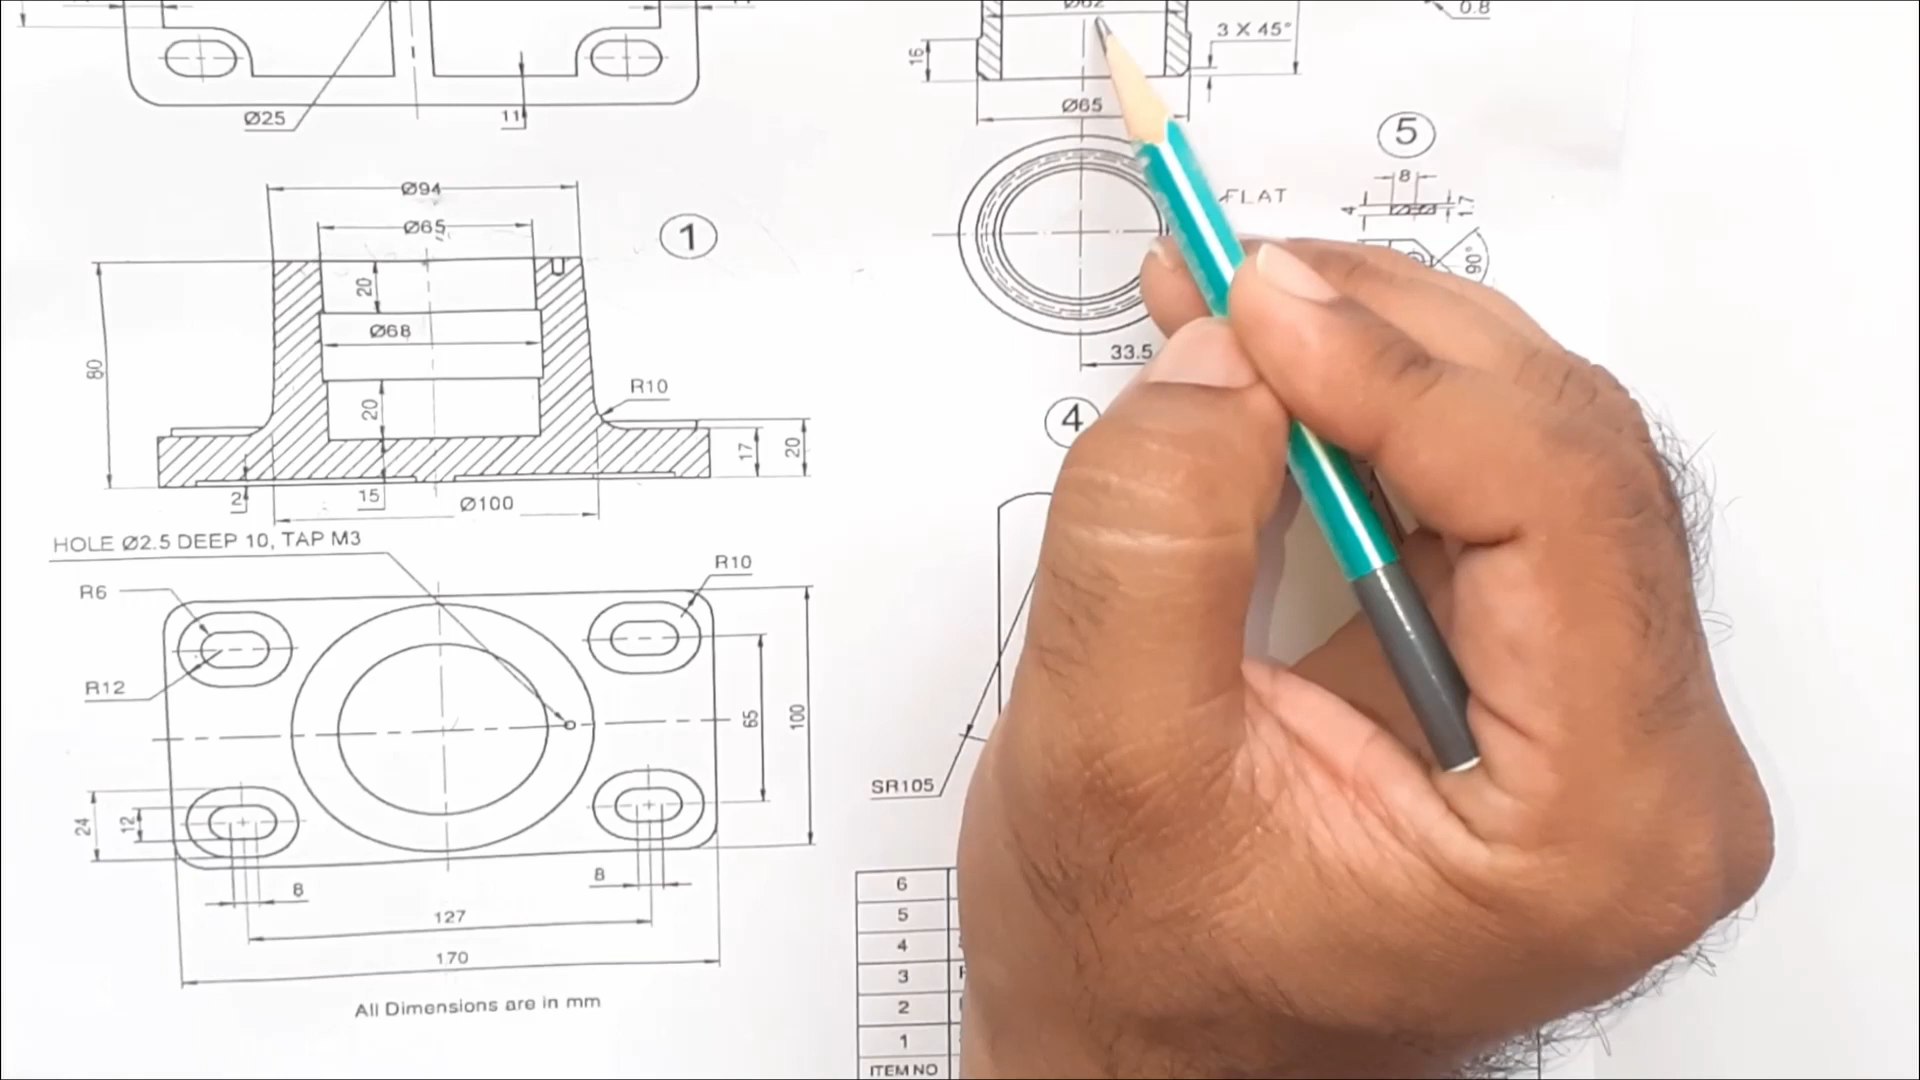 Ø25
11
0.8
3 X 45°
16
Ø65
5
8
4
1.7
FLAT
90°
33.5
Ø94
Ø65
1
20
Ø68
80
20
R10
17
20
2
15
Ø100
4
HOLE Ø2.5 DEEP 10, TAP M3
R6
R10
R12
65
100
24
12
8
8
127
170
All Dimensions are in mm
SR105
6
5
4
3
2
1
ITEM NO